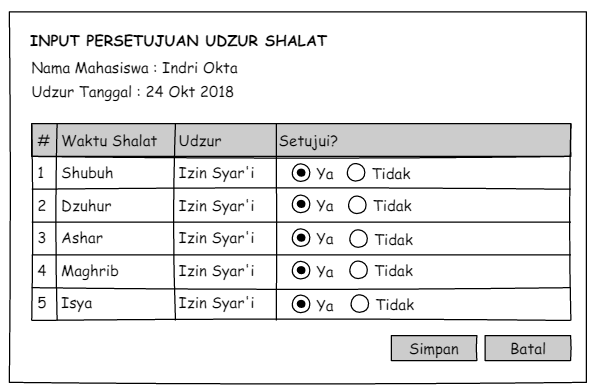 INPUT PERSETUJUAN UDZUR SHALAT
Nama Mahasiswa : Indri Okta
Udzur Tanggal : 24 Okt 2018
# Waktu Shalat Udzur Setujui?
1 Shubuh Izin Syar'i Ya Tidak
2 Dzuhur Izin Syar'i Ya Tidak
3 Ashar Izin Syar'i Ya Tidak
4 Maghrib Izin Syar'i Ya Tidak
5 Isya Izin Syar'i Ya Tidak
Simpan Batal